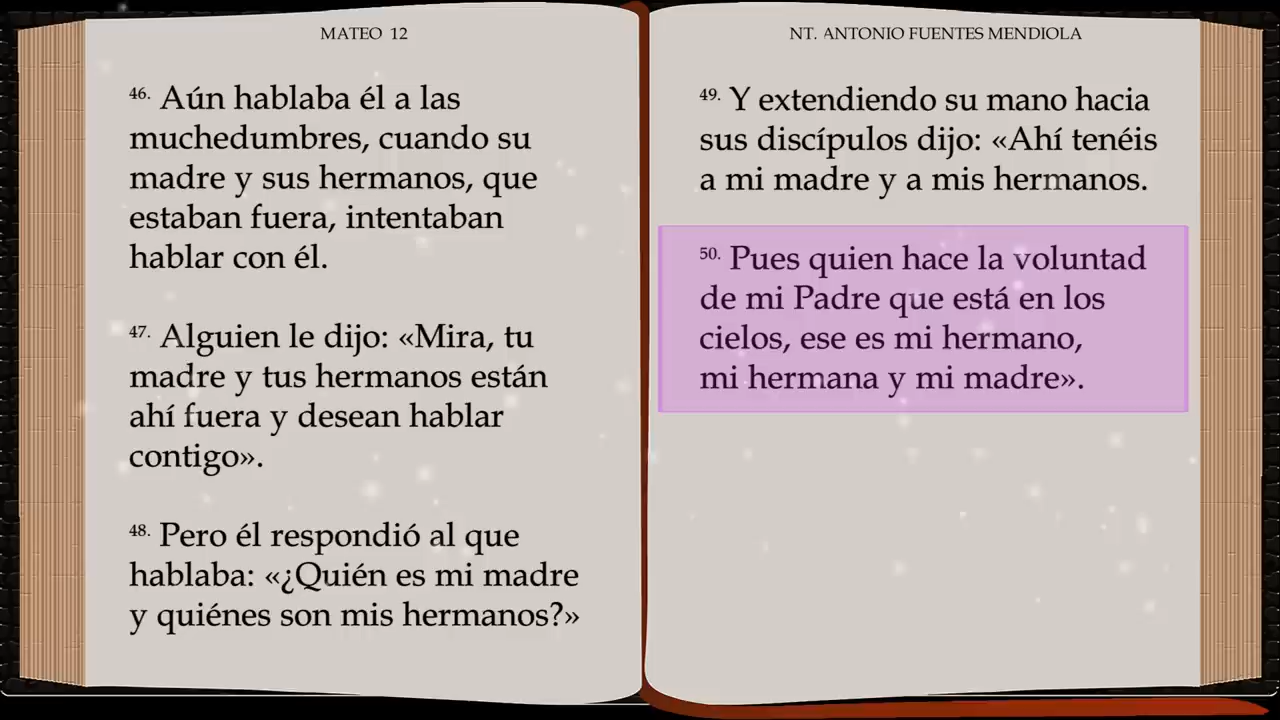 MATEO 12
46. Aún hablaba él a las
muchedumbres, cuando su
madre y sus hermanos, que
estaban fuera, intentaban
hablar con él.
47. Alguien le dijo: «Mira, tu
madre y tus hermanos están
ahí fuera y desean hablar
contigo».
48. Pero él respondió al que
hablaba: «¿Quién es mi madre
y quiénes son mis hermanos?»
NT. ANTONIO FUENTES MENDIOLA
49. Y extendiendo su mano hacia
sus discípulos dijo: «Ahí tenéis
a mi madre y a mis hermanos.
50. Pues quien hace la voluntad
de mi Padre que está en los
cielos, ese es mi hermano,
mi hermana y mi madre».